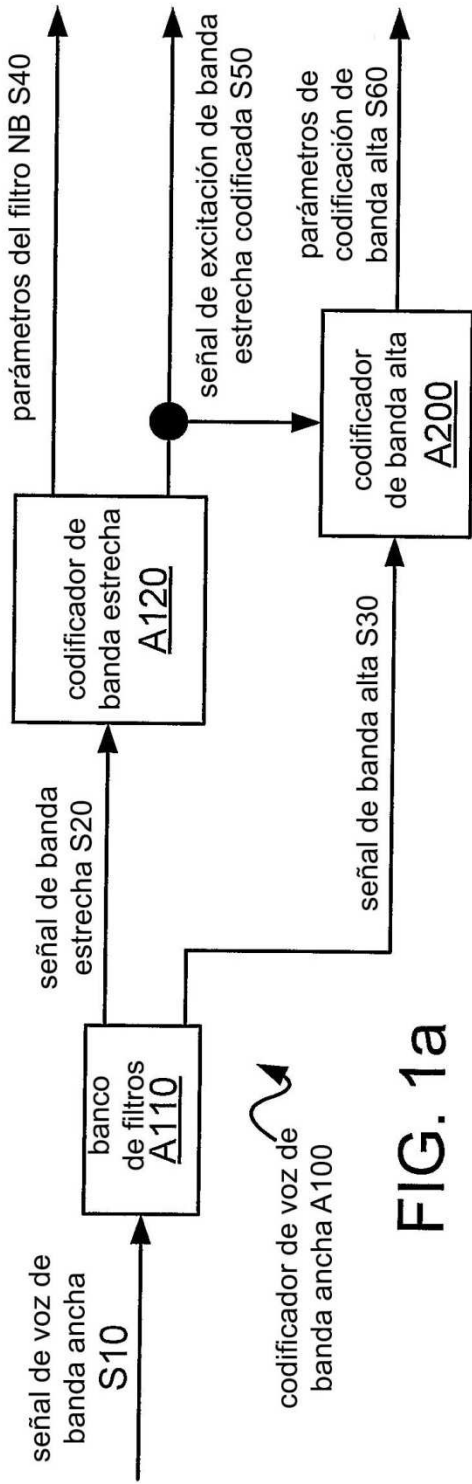 señal de voz de
banda ancha
S10
banco
de filtros
A110
señal de banda
estrecha S20
codificador de
banda estrecha
A120
parámetros del filtro NB S40
señal de excitación de banda
estrecha codificada S50
señal de banda alta S30
codificador
de banda alta
A200
parámetros de
codificación de
banda alta S60
codificador de voz de
banda ancha A100
FIG. 1a